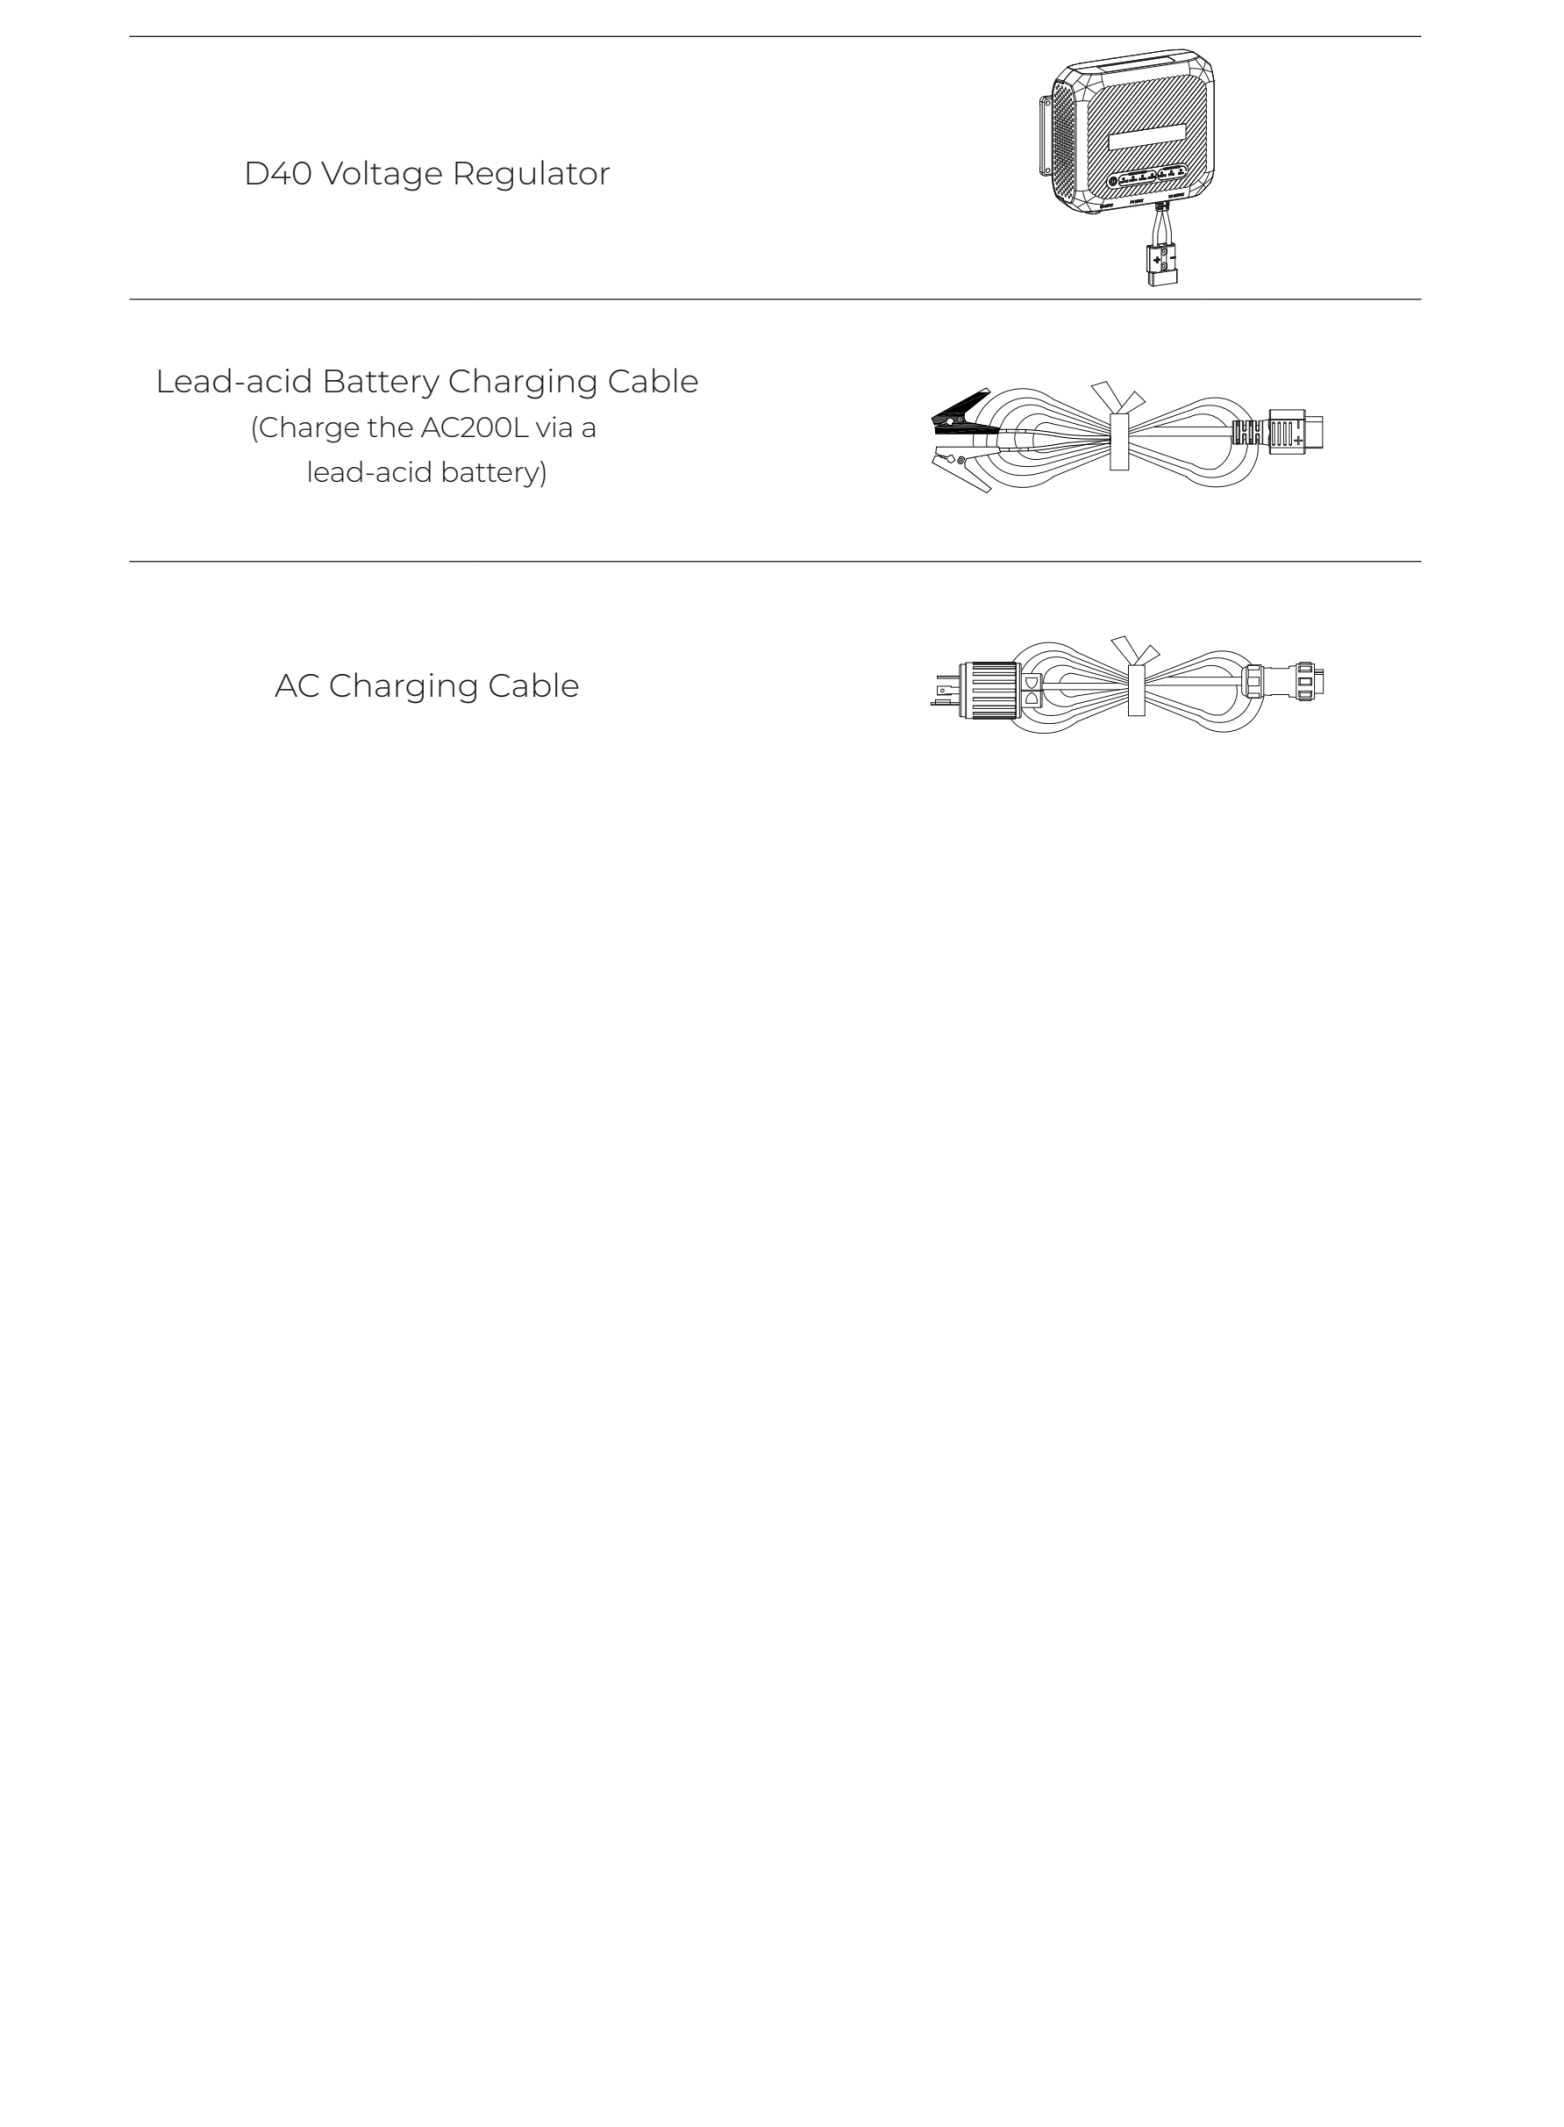 D40 Voltage Regulator
Lead-acid Battery Charging Cable
(Charge the AC200L via a
lead-acid battery)
AC Charging Cable